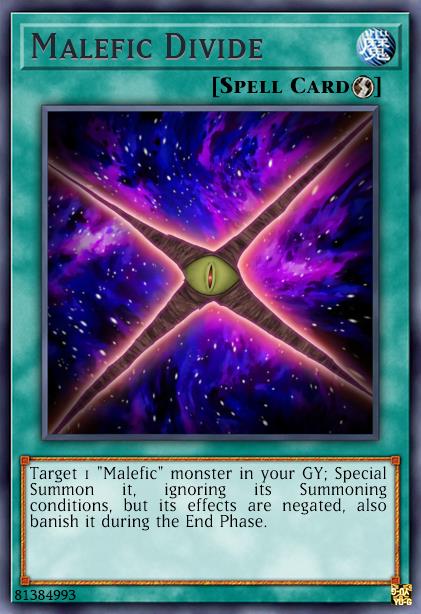 Malefic Divide
魔
[Spell Card]
Target 1 "Malefic" monster in your GY; Special
Summon it, ignoring its Summoning
conditions, but its effects are negated, also
banish it during the End Phase.
81384993